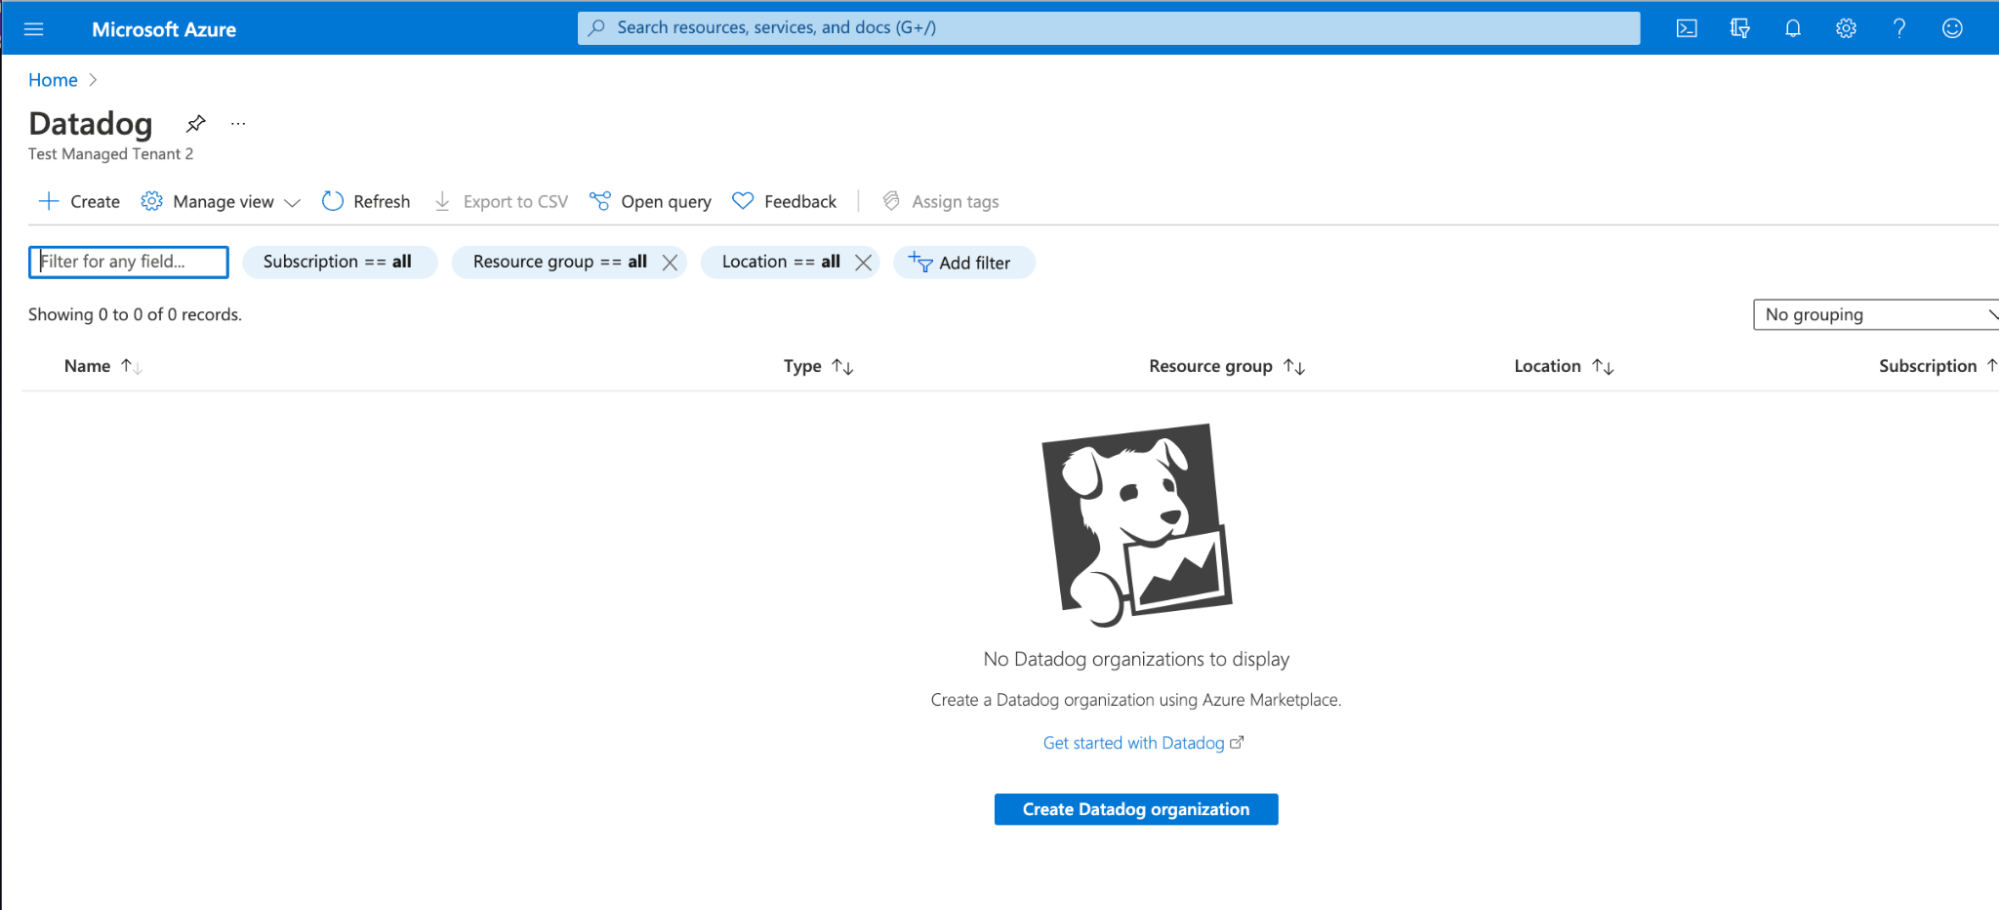 Microsoft Azure
Search resources, services, and docs (G+/)
Home
Datadog
Test Managed Tenant 2
Create Manage view Refresh Export to CSV Open query Feedback Assign tags
Filter for any field... Subscription == all Resource group == all Location == all Add filter
Showing 0 to 0 of 0 records.
No grouping
Name Type Resource group Location Subscription
No Datadog organizations to display
Create a Datadog organization using Azure Marketplace.
Get started with Datadog
Create Datadog organization